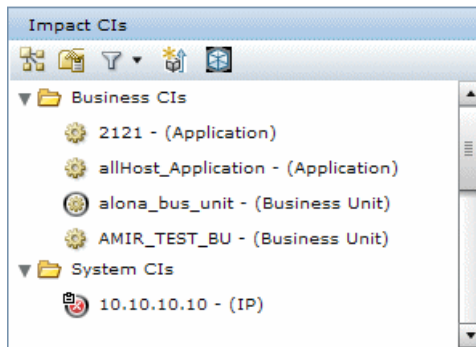 Impact CIs
Business CIs
2121 - (Application)
allHost_Application - (Application)
alona_bus_unit - (Business Unit)
AMIR_TEST_BU - (Business Unit)
System CIs
10.10.10.10 - (IP)